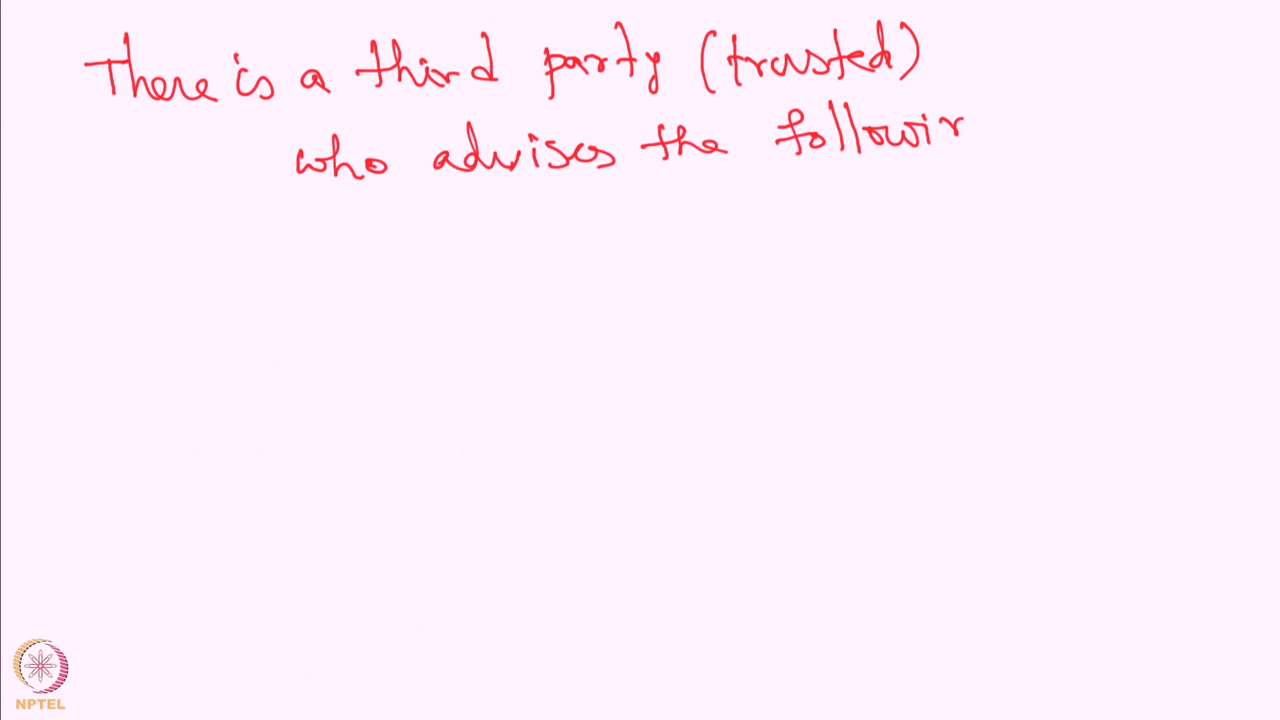 There is a third party (trusted)
who advises the followin
NPTEL